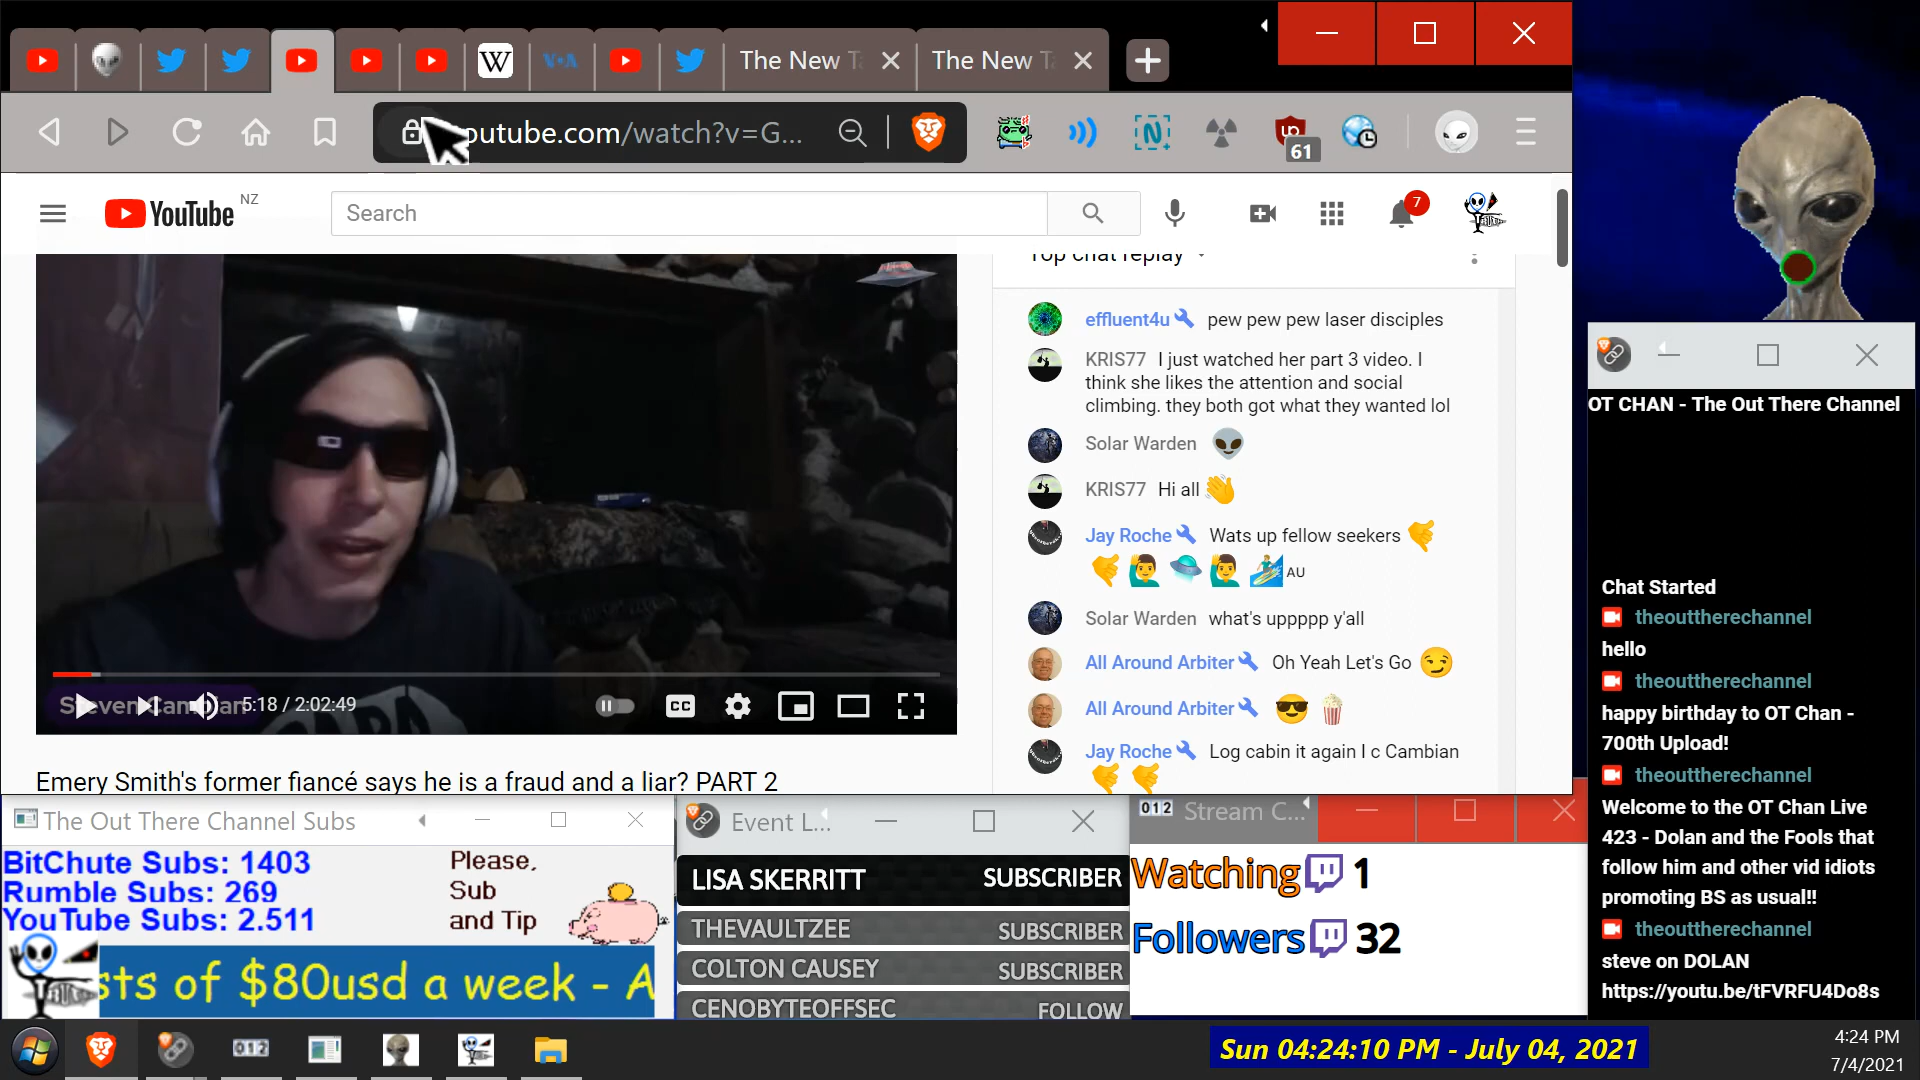 The New Ta
The New Ta
outube.com/watch?v=G...
61
YouTube NZ
Search
7
Top chat replay
effluent4u pew pew pew laser disciples
KRIS77 I just watched her part 3 video. I
think she likes the attention and social
climbing. they both got what they wanted lol
Solar Warden
KRIS77 Hi all
Jay Roche Wats up fellow seekers
AU
Solar Warden what's uppppp y'all
All Around Arbiter Oh Yeah Let's Go
All Around Arbiter
Jay Roche Log cabin it again I c Cambian
Steven Cambian
5:18 / 2:02:49
CC
Emery Smith's former fiancé says he is a fraud and a liar? PART 2
OT CHAN - The Out There Channel
Chat Started
theouttherechannel
hello
theouttherechannel
happy birthday to OT Chan -
700th Upload!
theouttherechannel
Welcome to the OT Chan Live
423 - Dolan and the Fools that
follow him and other vid idiots
promoting BS as usual!!
theouttherechannel
steve on DOLAN
https://youtu.be/tFVRFU4Do8s
The Out There Channel Subs
BitChute Subs: 1403
Rumble Subs: 269
YouTube Subs: 2.511
Please,
Sub
and Tip
sts of $80usd a week - A
Event L...
LISA SKERRITT SUBSCRIBER
THEVAULTZEE SUBSCRIBER
COLTON CAUSEY SUBSCRIBER
CENOBYTEOFFSEC FOLLOW
012 Stream C...
Watching 1
Followers 32
012
Sun 04:24:10 PM - July 04, 2021
4:24 PM
7/4/2021